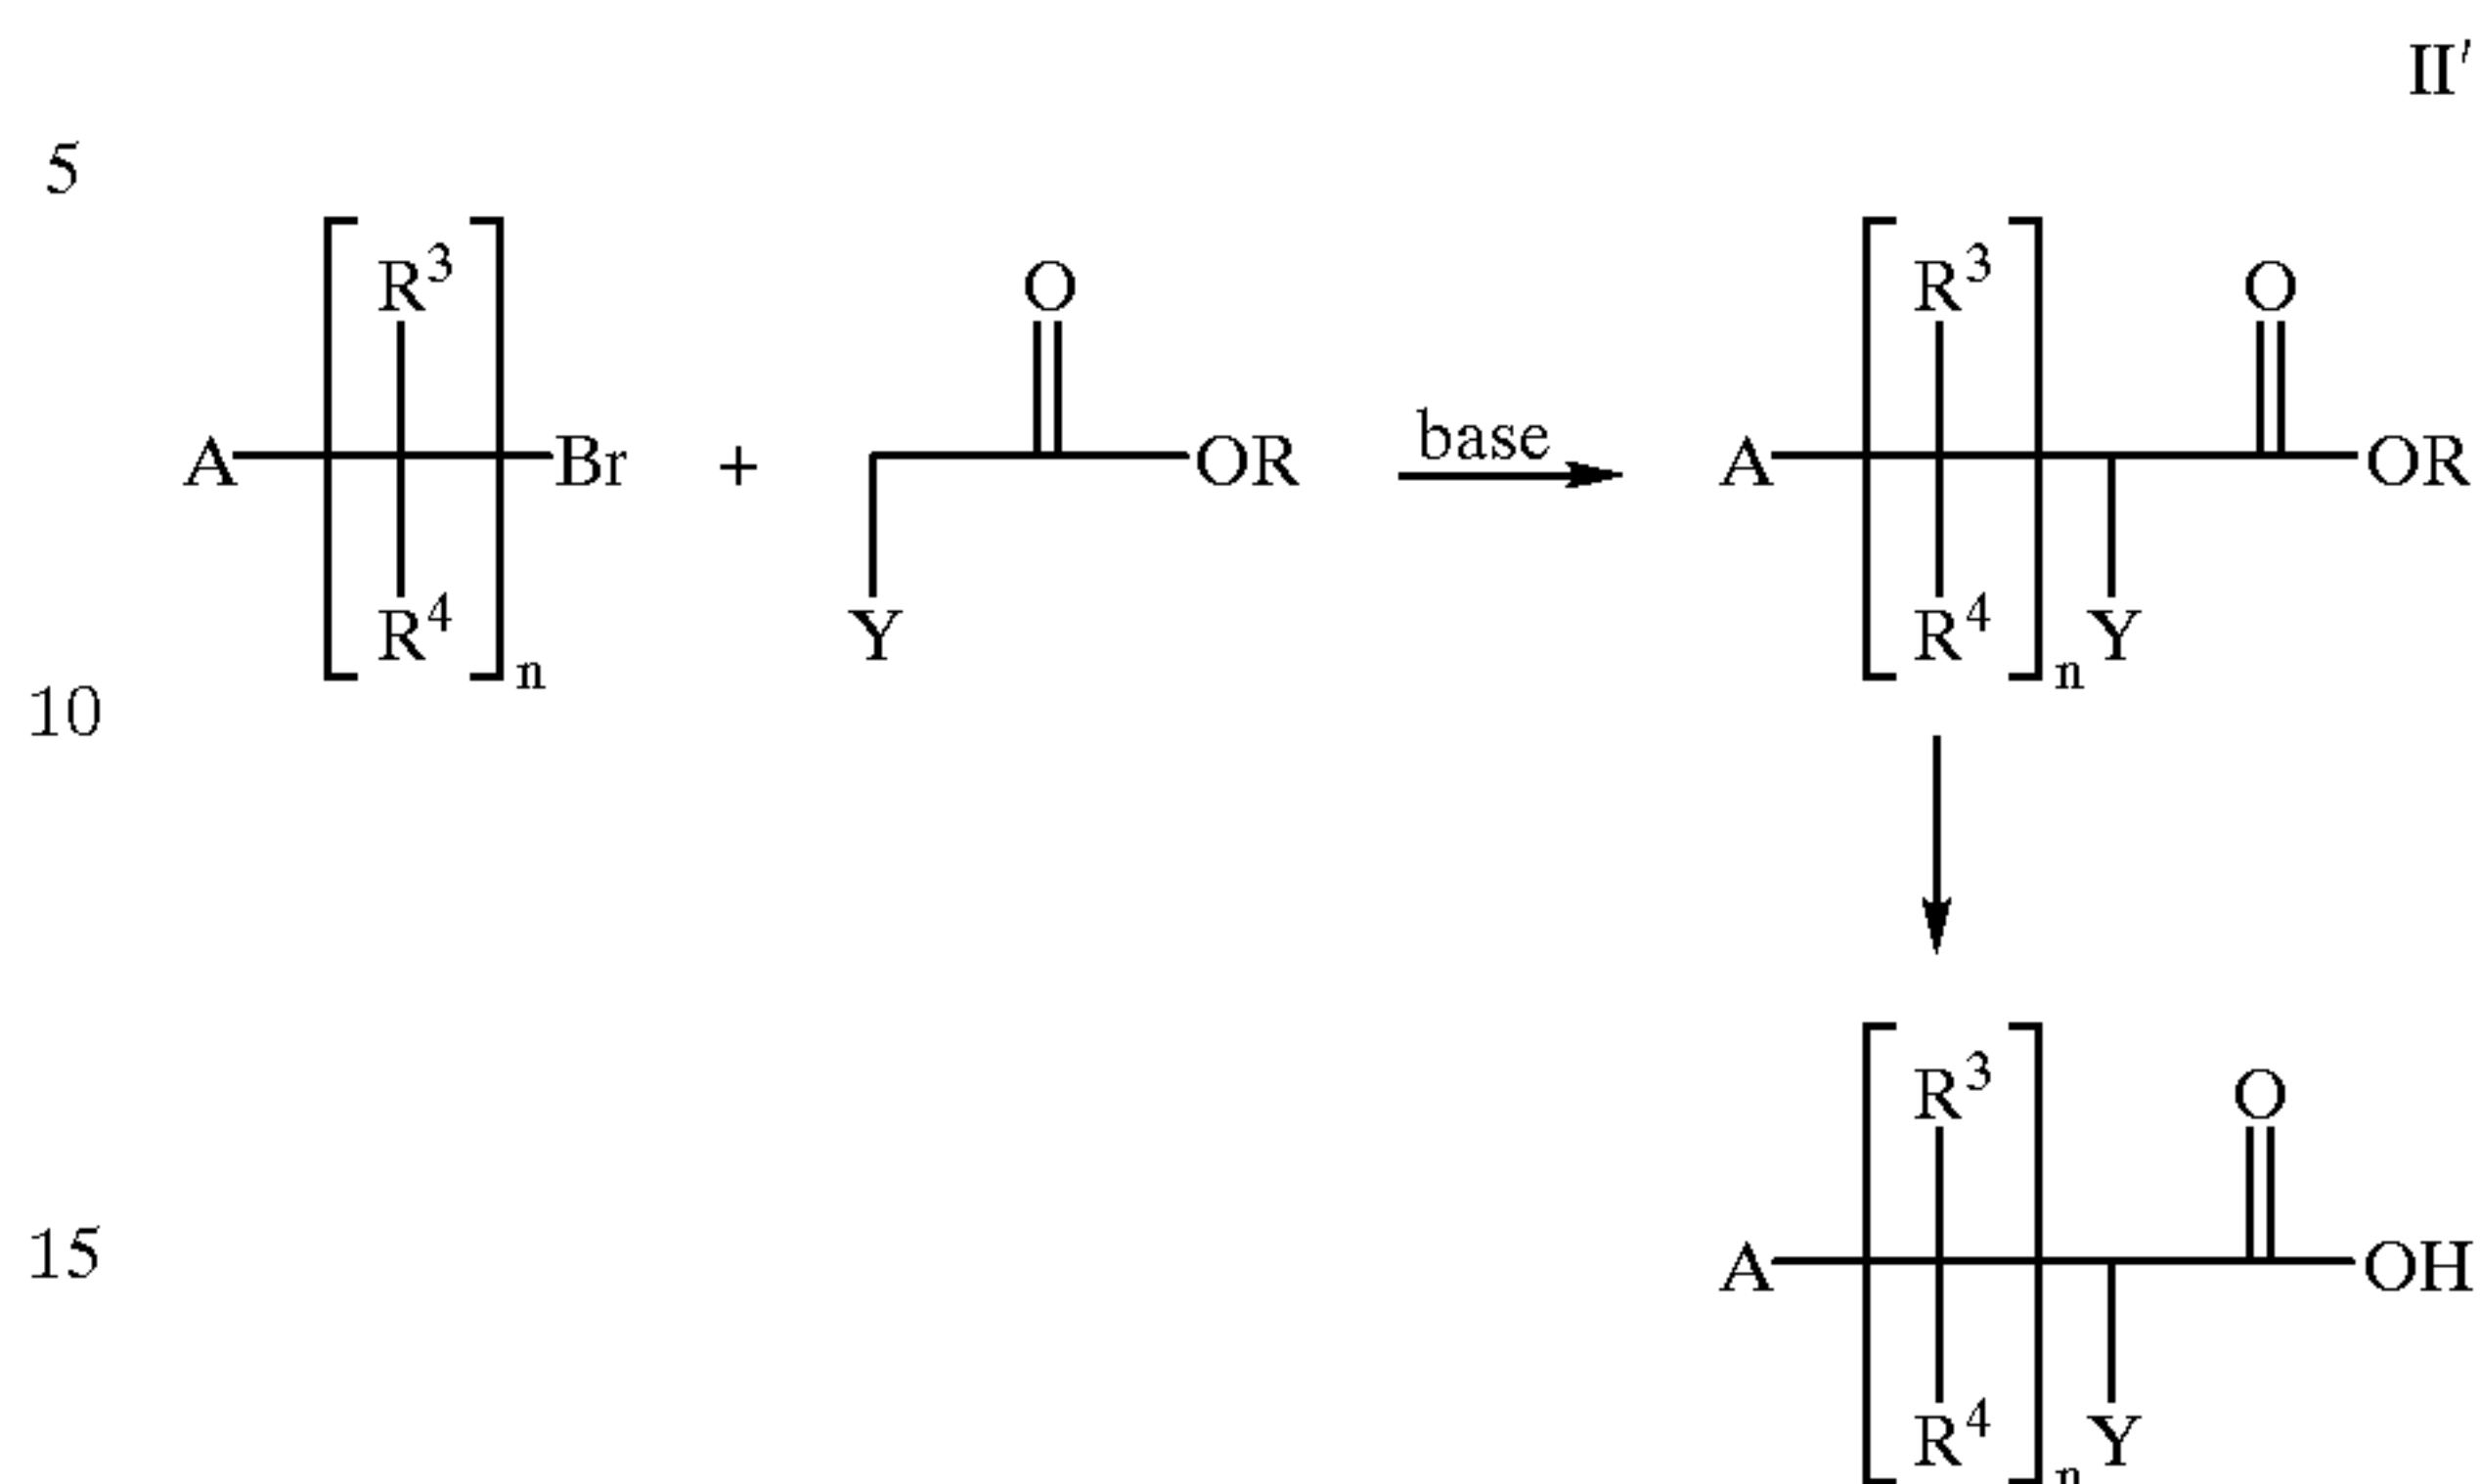 II'
5
R³ O R³ O
A Br + OR base A OR
R⁴ n Y R⁴ n Y
10
R³ O
15 A OH
R⁴ n Y